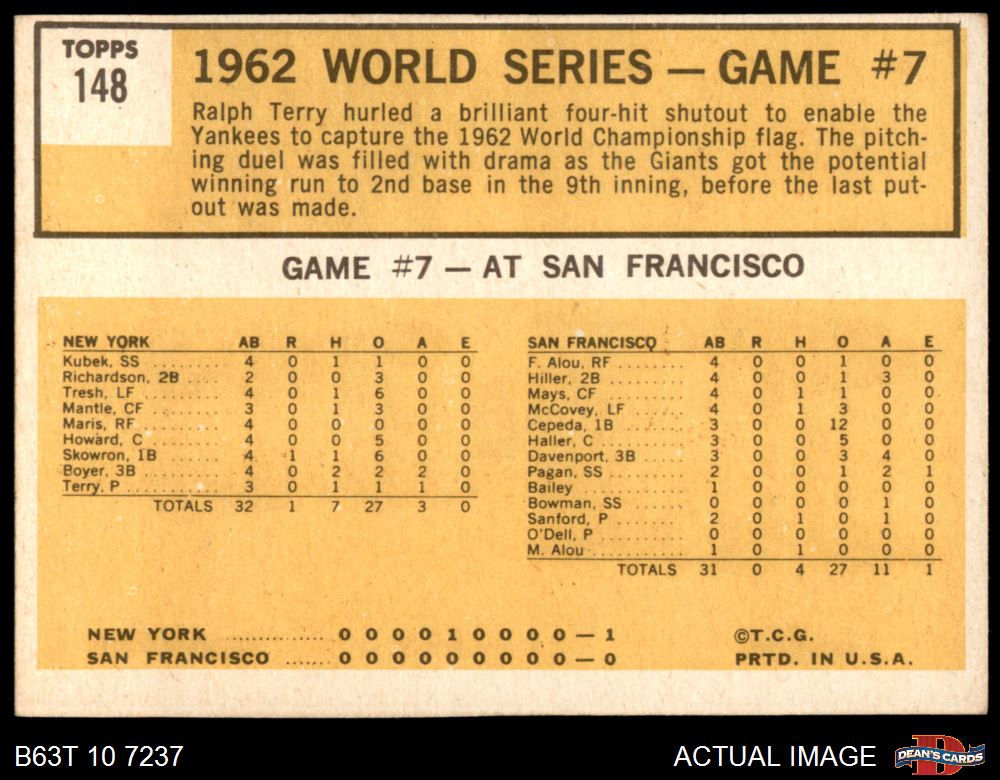 TOPPS
148
1962 WORLD SERIES — GAME #7
Ralph Terry hurled a brilliant four-hit shutout to enable the
Yankees to capture the 1962 World Championship flag. The pitch-
ing duel was filled with drama as the Giants got the potential
winning run to 2nd base in the 9th inning, before the last put-
out was made.
GAME #7 — AT SAN FRANCISCO
NEW YORK AB R H O A E
Kubek, SS ........ 4 0 1 1 0 0
Richardson, 2B .... 2 0 0 3 0 0
Tresh, LF ........ 4 0 1 6 0 0
Mantle, CF ....... 3 0 1 3 0 0
Maris, RF ........ 4 0 0 0 0 0
Howard, C ........ 4 0 0 5 0 0
Skowron, 1B ...... 4 1 1 6 0 0
Boyer, 3B ........ 4 0 2 2 2 0
Terry, P ......... 3 0 1 1 1 0
TOTALS 32 1 7 27 3 0
SAN FRANCISCO AB R H O A E
F. Alou, RF ....... 4 0 0 1 0 0
Hiller, 2B ........ 4 0 0 1 3 0
Mays, CF ......... 4 0 1 1 0 0
McCovey, LF ...... 4 0 1 3 0 0
Cepeda, 1B ....... 3 0 0 12 0 0
Haller, C ......... 3 0 0 5 0 0
Davenport, 3B .... 3 0 0 3 4 0
Pagan, SS ........ 2 0 0 1 2 1
Bailey ........... 1 0 0 0 0 0
Bowman, SS ...... 0 0 0 0 1 0
Sanford, P ....... 2 0 1 0 1 0
O'Dell, P ......... 0 0 0 0 0 0
M. Alou .......... 1 0 1 0 0 0
TOTALS 31 0 4 27 11 1
NEW YORK ............ 0 0 0 0 1 0 0 0 0 — 1
SAN FRANCISCO ....... 0 0 0 0 0 0 0 0 0 — 0
©T.C.G.
PRTD. IN U.S.A.
B63T 10 7237
ACTUAL IMAGE
D
DEAN'S CARDS